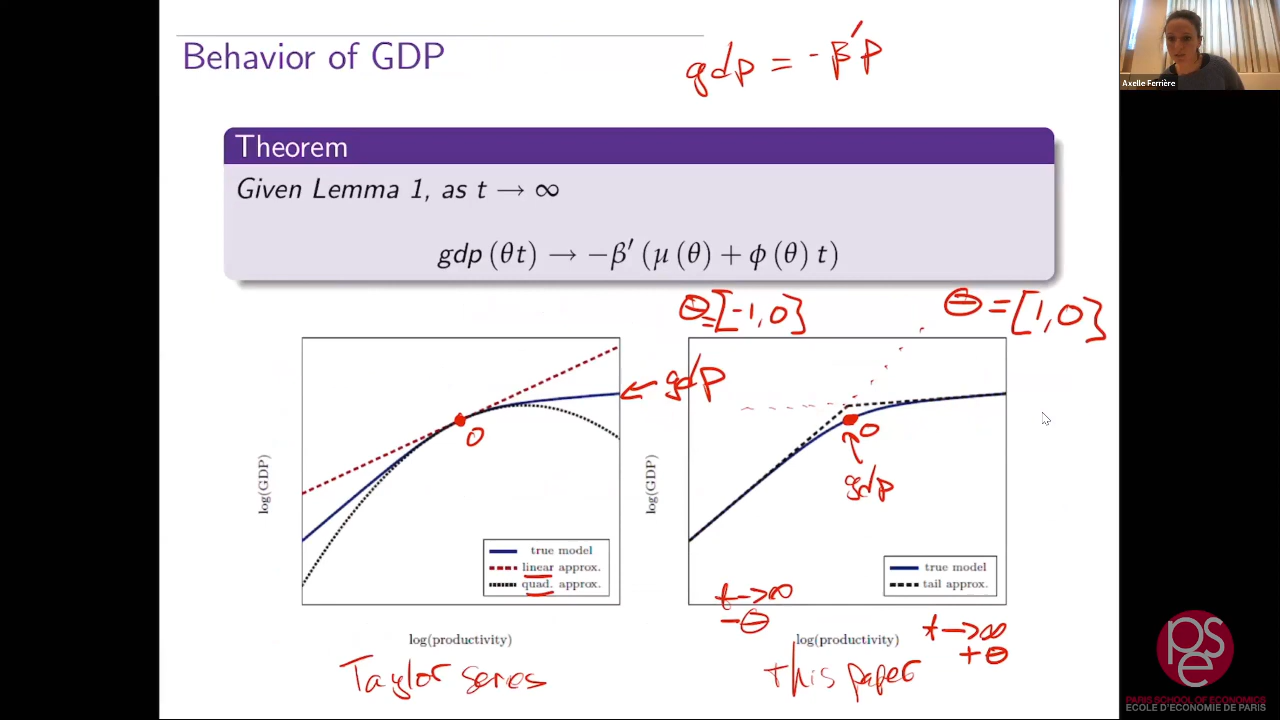 Behavior of GDP
gdp = -β'p
Axelle Ferrière
Theorem
Given Lemma 1, as t → ∞
gdp (θt) → −β′ (μ (θ) + ϕ (θ) t)
θ=[-1,0]
θ=[1,0]
gdp
0
0
gdp
log(GDP)
true model
linear approx.
quad. approx.
log(productivity)
Taylor series
log(GDP)
true model
tail approx.
t->∞
-θ
t->∞
+θ
log(productivity)
this paper
pse
PARIS SCHOOL OF ECONOMICS
ECOLE D'ECONOMIE DE PARIS